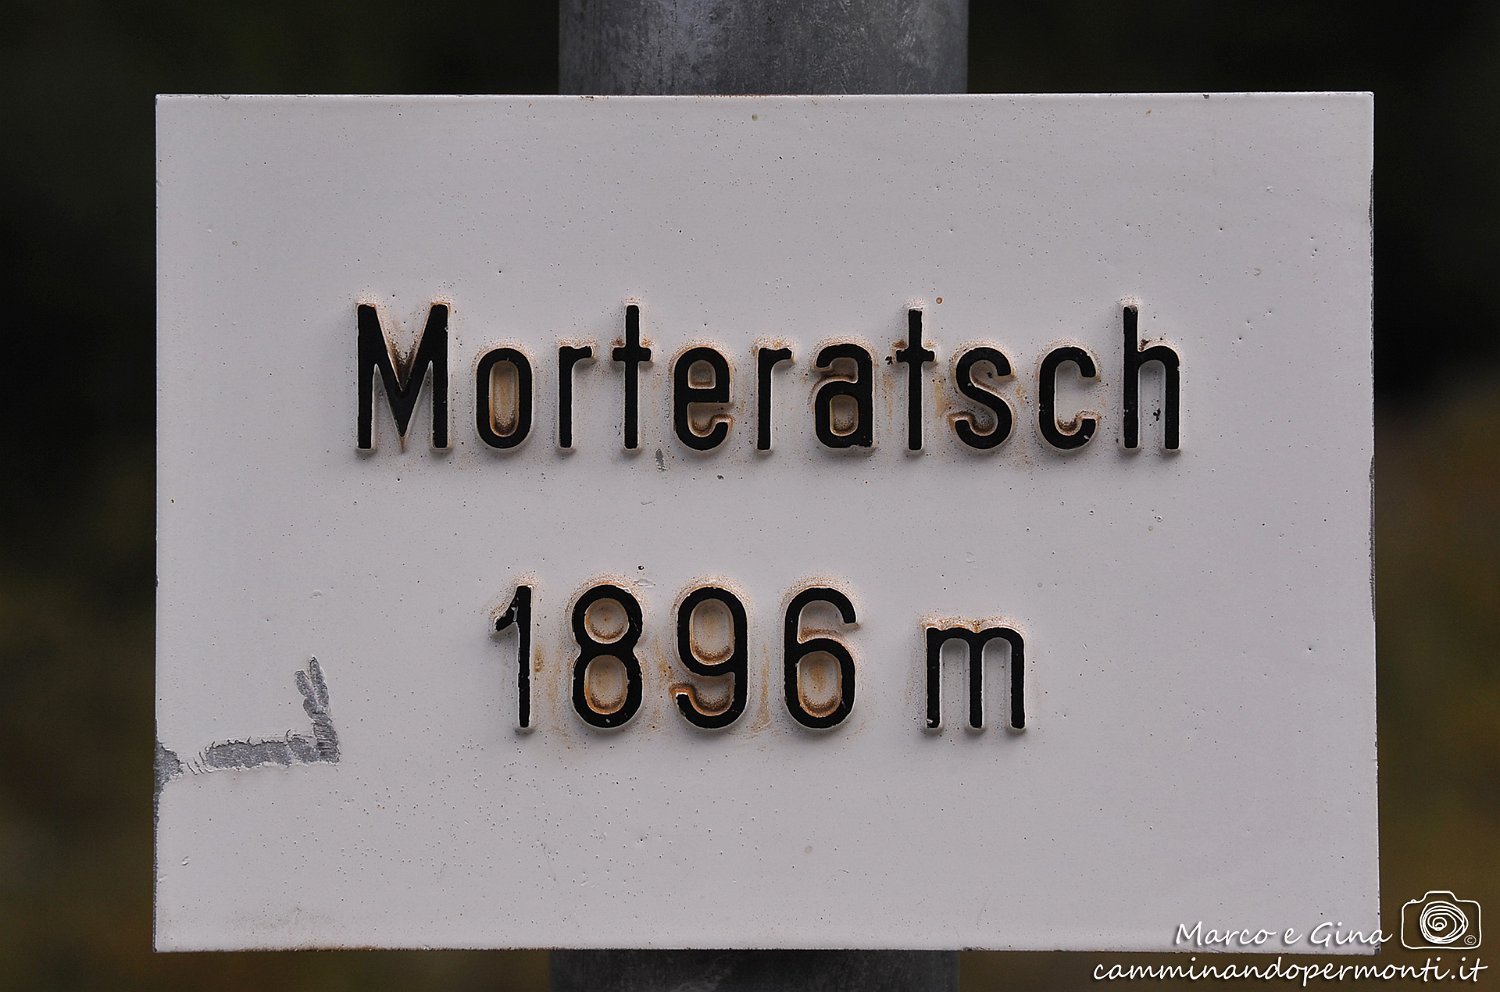 Morteratsch
1896 m
Marco e Gina
camminandopermonti.it